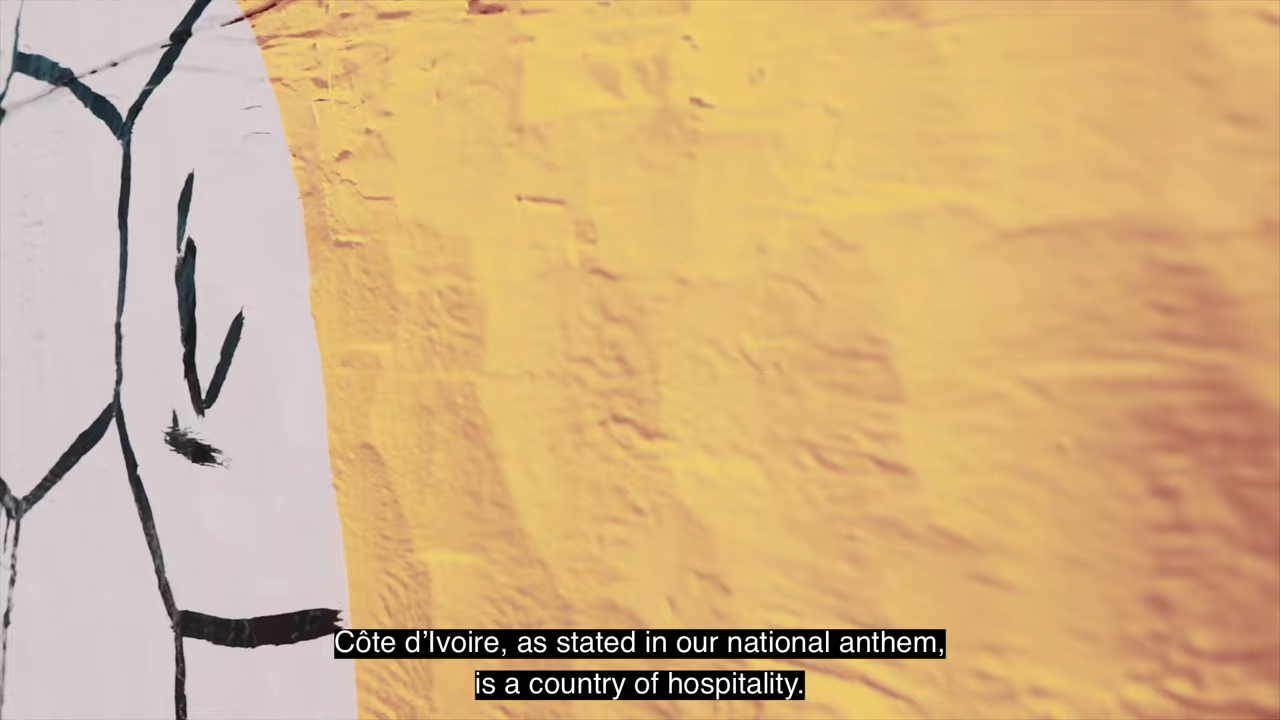 Côte d’Ivoire, as stated in our national anthem,
is a country of hospitality.